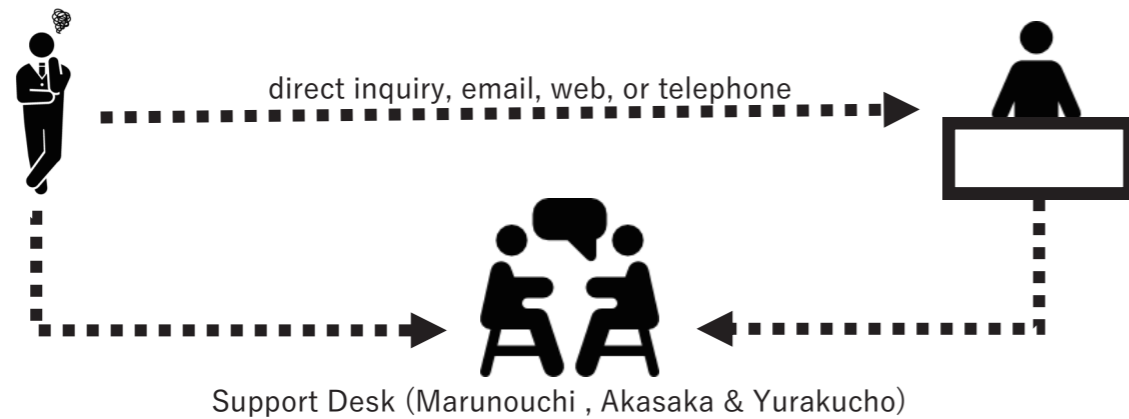 direct inquiry, email, web, or telephone
Support Desk (Marunouchi , Akasaka & Yurakucho)